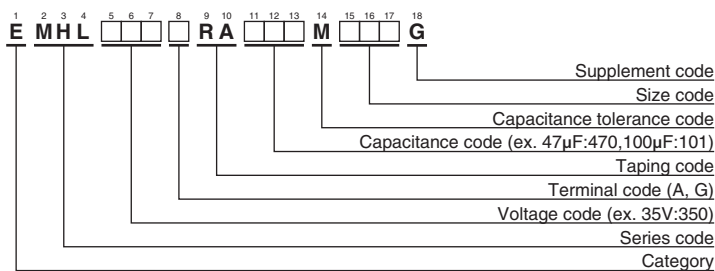 1 2 3 4 5 6 7 8 9 10 11 12 13 14 15 16 17 18
E MHL □□□ □ RA □□□ M □□□ G
Supplement code
Size code
Capacitance tolerance code
Capacitance code (ex. 47µF:470,100µF:101)
Taping code
Terminal code (A, G)
Voltage code (ex. 35V:350)
Series code
Category